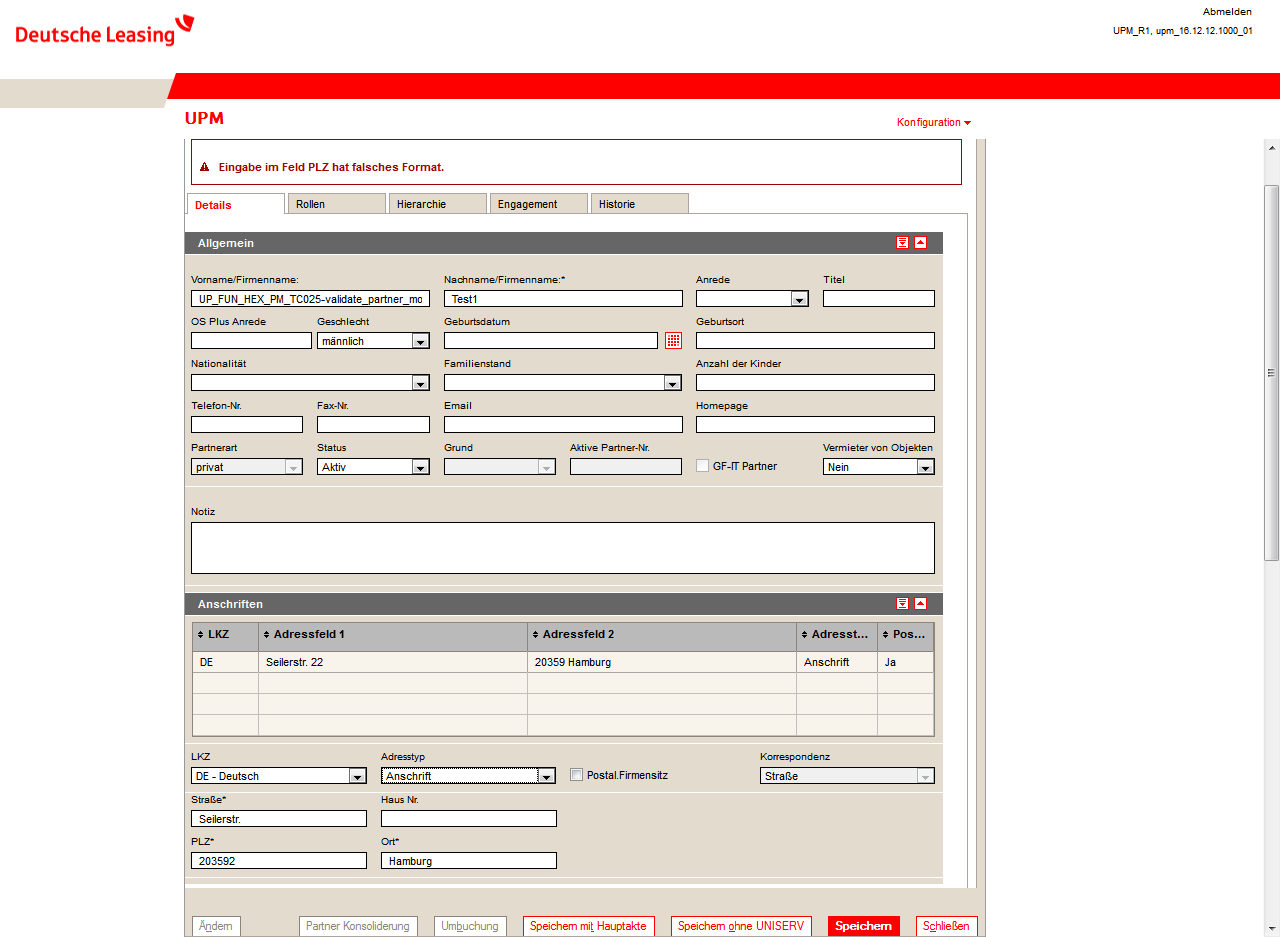 Deutsche Leasing
Abmelden
UPM_R1, upm_16.12.12.1000_01
UPM
Konfiguration
Eingabe im Feld PLZ hat falsches Format.
Details Rollen Hierarchie Engagement Historie
Allgemein
Vorname/Firmenname: Nachname/Firmenname:* Anrede Titel
UP_FUN_HEX_PM_TC025-validate_partner_mo Test1
OS Plus Anrede Geschlecht Geburtsdatum Geburtsort
männlich
Nationalität Familienstand Anzahl der Kinder
Telefon-Nr. Fax-Nr. Email Homepage
Partnerart Status Grund Aktive Partner-Nr. Vermieter von Objekten
privat Aktiv GF-IT Partner Nein
Notiz
Anschriften
LKZ Adressfeld 1 Adressfeld 2 Adresst... Pos...
DE Seilerstr. 22 20359 Hamburg Anschrift Ja
LKZ Adresstyp Korrespondenz
DE - Deutsch Anschrift Postal.Firmensitz Straße
Straße* Haus Nr.
Seilerstr.
PLZ* Ort*
203592 Hamburg
Ändern Partner Konsolidierung Umbuchung Speichern mit Hauptakte Speichern ohne UNISERV Speichern Schließen